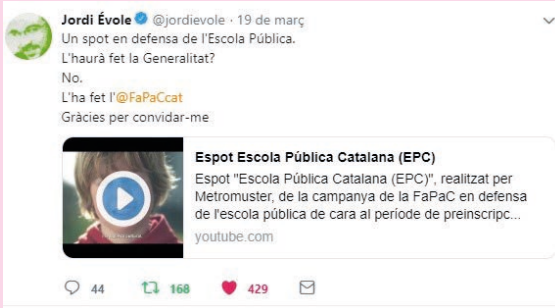 Jordi Évole @jordievole · 19 de març
Un spot en defensa de l'Escola Pública.
L'haurà fet la Generalitat?
No.
L'ha fet l'@FaPaCcat
Gràcies per convidar-me
Espot Escola Pública Catalana (EPC)
Espot "Escola Pública Catalana (EPC)", realitzat per
Metromuster, de la campanya de la FaPaC en defensa
de l'escola pública de cara al període de preinscripc...
youtube.com
44 168 429